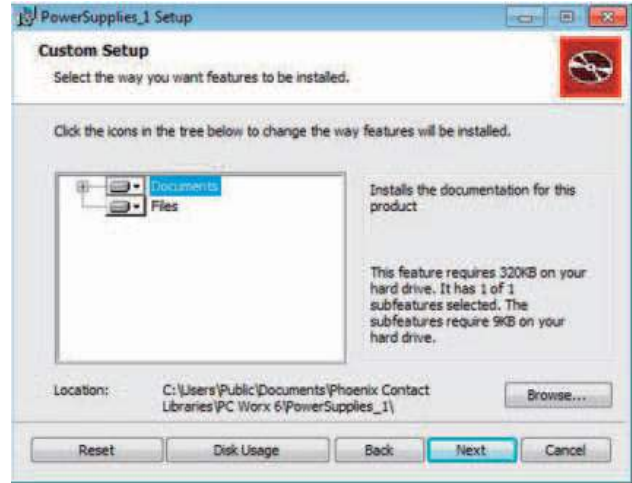 PowerSupplies_1 Setup
Custom Setup
Select the way you want features to be installed.
Click the icons in the tree below to change the way features will be installed.
Documents
Files
Installs the documentation for this
product
This feature requires 320KB on your
hard drive. It has 1 of 1
subfeatures selected. The
subfeatures require 9KB on your
hard drive.
Location:
C:\Users\Public\Documents\Phoenix Contact
Libraries\PC Worx 6\PowerSupplies_1\
Browse...
Reset
Disk Usage
Back
Next
Cancel